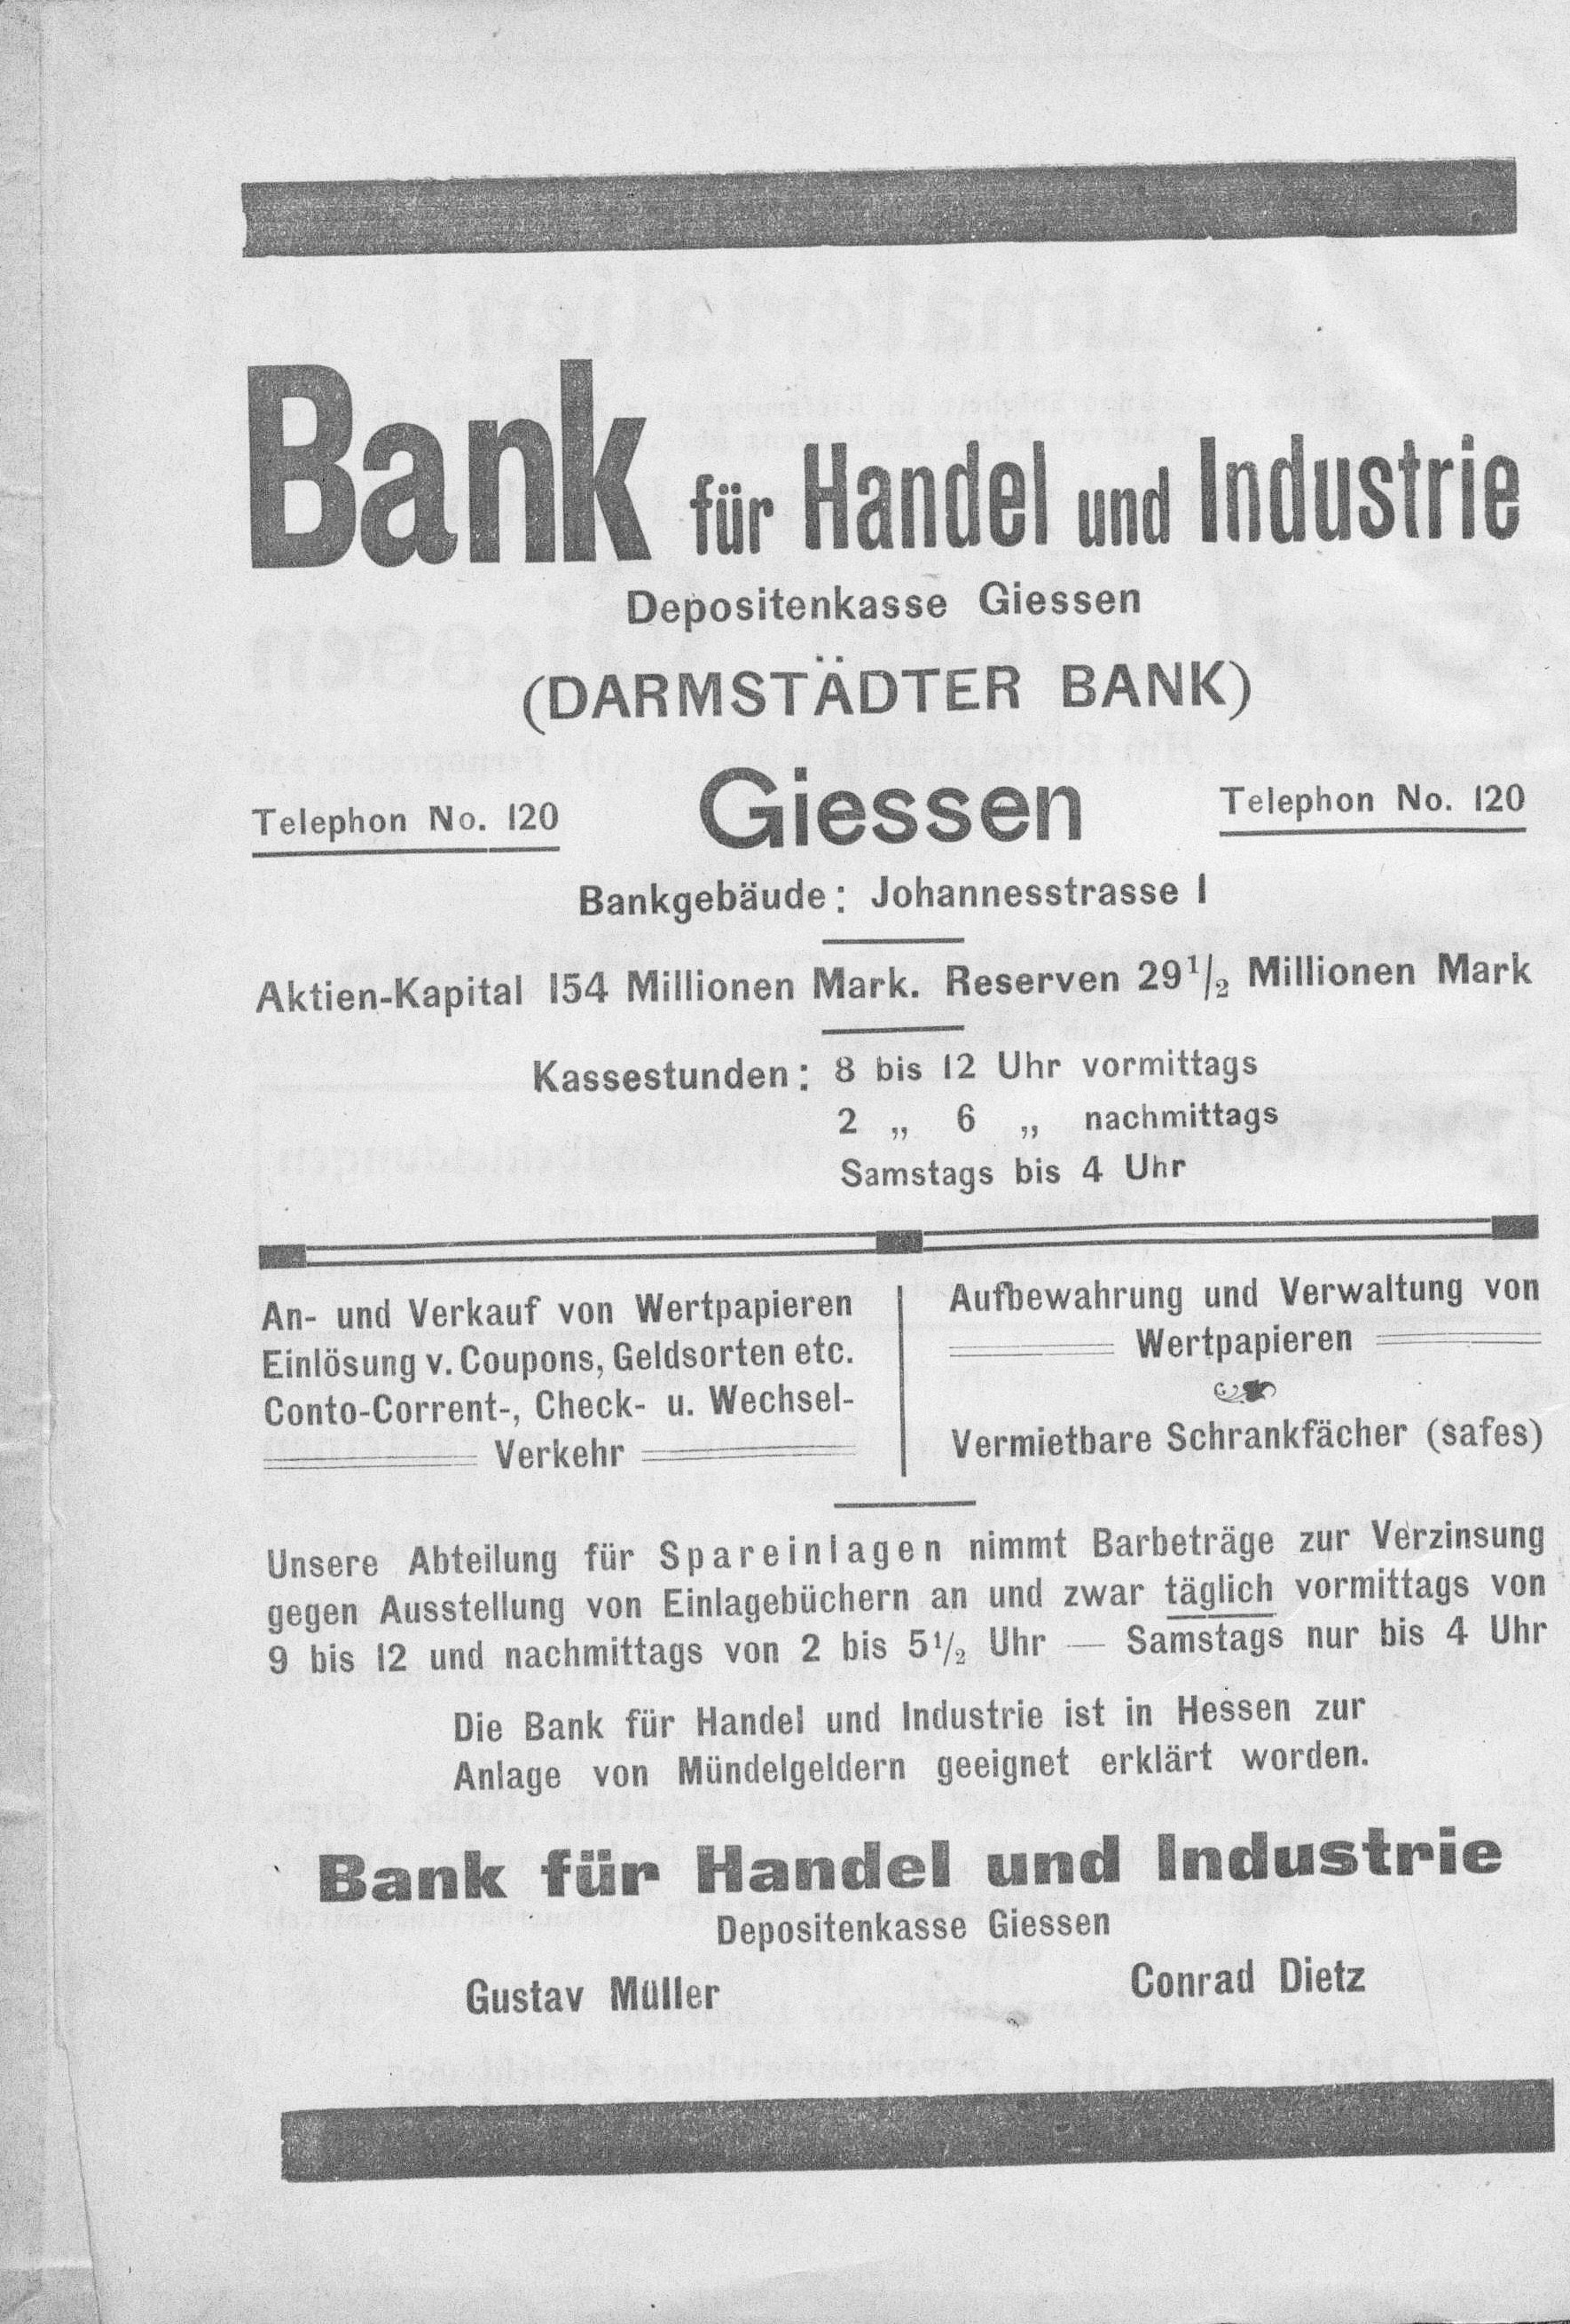 Bank für Handel und Industrie
Depositenkasse Giessen
(DARMSTÄDTER BANK)
Telephon No. 120 Giessen Telephon No. 120
Bankgebäude: Johannesstrasse 1
Aktien-Kapital 154 Millionen Mark. Reserven 29 1/2 Millionen Mark
Kassestunden: 8 bis 12 Uhr vormittags
2 „ 6 „ nachmittags
Samstags bis 4 Uhr
An- und Verkauf von Wertpapieren
Einlösung v. Coupons, Geldsorten etc.
Conto-Corrent-, Check- u. Wechsel-
Verkehr
Aufbewahrung und Verwaltung von
Wertpapieren
Vermietbare Schrankfächer (safes)
Unsere Abteilung für Spareinlagen nimmt Barbeträge zur Verzinsung
gegen Ausstellung von Einlagebüchern an und zwar täglich vormittags von
9 bis 12 und nachmittags von 2 bis 5 1/2 Uhr — Samstags nur bis 4 Uhr
Die Bank für Handel und Industrie ist in Hessen zur
Anlage von Mündelgeldern geeignet erklärt worden.
Bank für Handel und Industrie
Depositenkasse Giessen
Gustav Müller Conrad Dietz